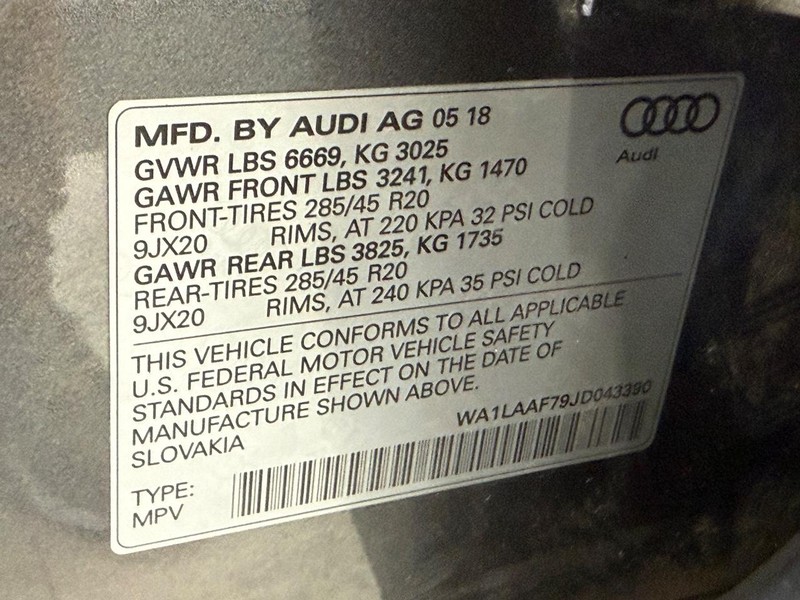 MFD. BY AUDI AG 05 18
Audi
GVWR LBS 6669, KG 3025
GAWR FRONT LBS 3241, KG 1470
FRONT-TIRES 285/45 R20
9JX20 RIMS, AT 220 KPA 32 PSI COLD
GAWR REAR LBS 3825, KG 1735
REAR-TIRES 285/45 R20
9JX20 RIMS, AT 240 KPA 35 PSI COLD
THIS VEHICLE CONFORMS TO ALL APPLICABLE
U.S. FEDERAL MOTOR VEHICLE SAFETY
STANDARDS IN EFFECT ON THE DATE OF
MANUFACTURE SHOWN ABOVE.
SLOVAKIA
WA1LAAF79JD043390
TYPE:
MPV